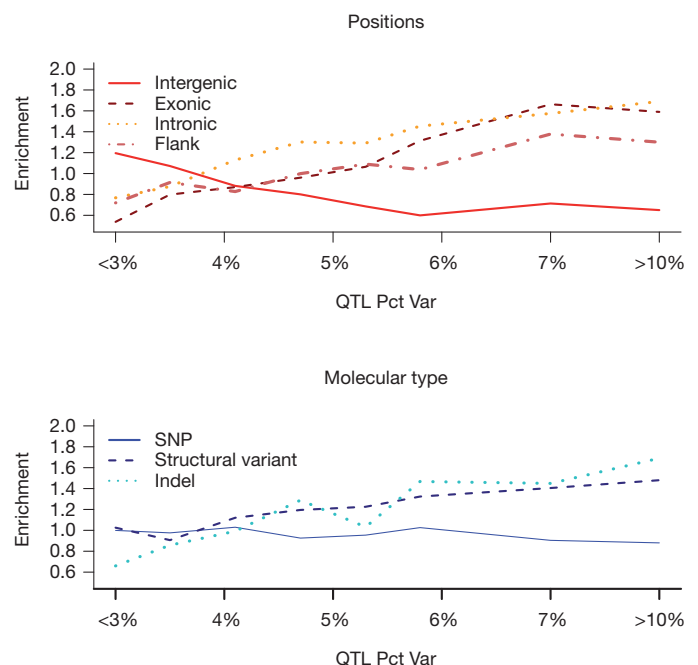 Positions
Enrichment
2.0
1.8
1.6
1.4
1.2
1.0
0.8
0.6
Intergenic
Exonic
Intronic
Flank
<3% 4% 5% 6% 7% >10%
QTL Pct Var
Molecular type
Enrichment
2.0
1.8
1.6
1.4
1.2
1.0
0.8
0.6
SNP
Structural variant
Indel
<3% 4% 5% 6% 7% >10%
QTL Pct Var